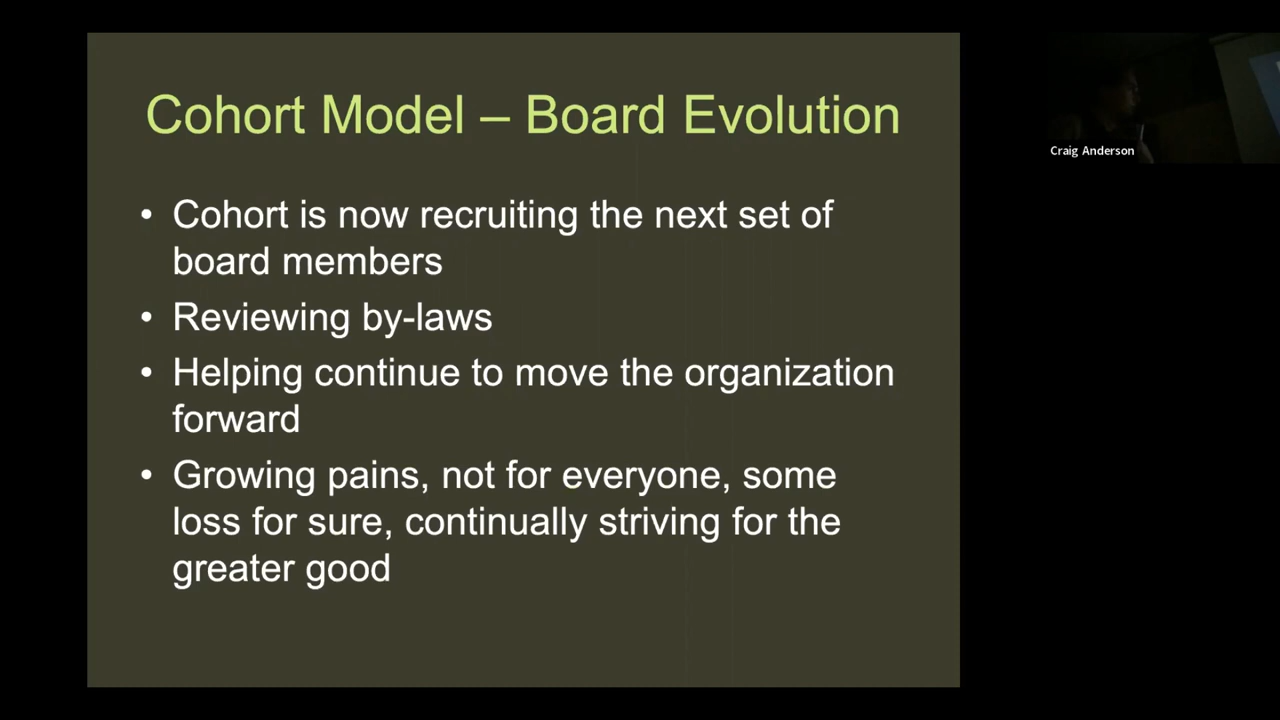 Cohort Model – Board Evolution
• Cohort is now recruiting the next set of
board members
• Reviewing by-laws
• Helping continue to move the organization
forward
• Growing pains, not for everyone, some
loss for sure, continually striving for the
greater good
Craig Anderson